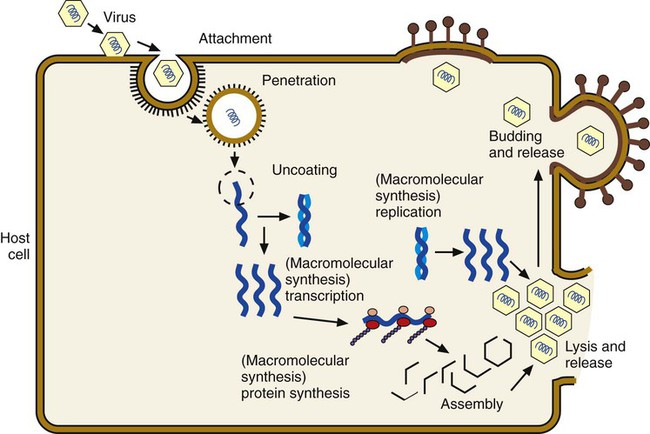 Virus
Attachment
Penetration
Budding
and release
Uncoating
(Macromolecular
synthesis)
replication
Host
cell
(Macromolecular
synthesis)
transcription
Lysis and
release
(Macromolecular
synthesis)
protein synthesis
Assembly